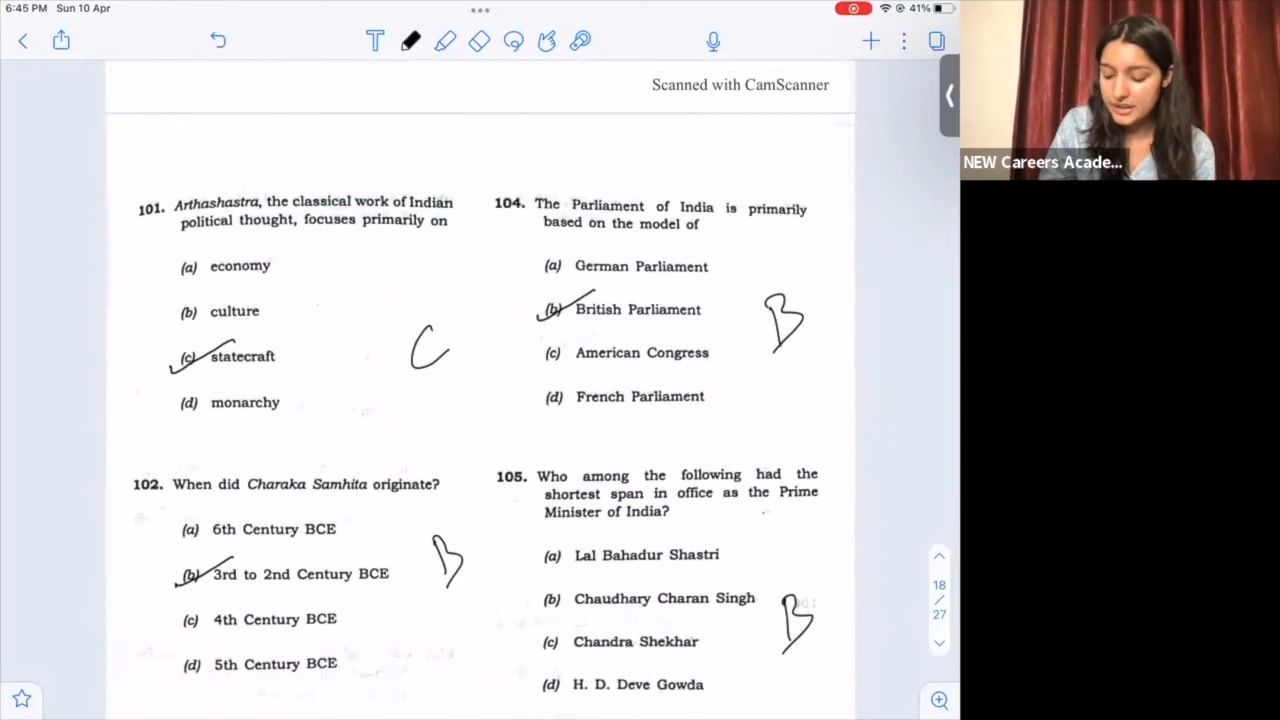 6:45 PM Sun 10 Apr
41%
Scanned with CamScanner
NEW Careers Acade...
101. Arthashastra, the classical work of Indian
political thought, focuses primarily on
(a) economy
(b) culture
(c) statecraft
(d) monarchy
C
102. When did Charaka Samhita originate?
(a) 6th Century BCE
(b) 3rd to 2nd Century BCE
(c) 4th Century BCE
(d) 5th Century BCE
B
104. The Parliament of India is primarily
based on the model of
(a) German Parliament
(b) British Parliament
(c) American Congress
(d) French Parliament
B
105. Who among the following had the
shortest span in office as the Prime
Minister of India?
(a) Lal Bahadur Shastri
(b) Chaudhary Charan Singh
(c) Chandra Shekhar
(d) H. D. Deve Gowda
B
18
/
27